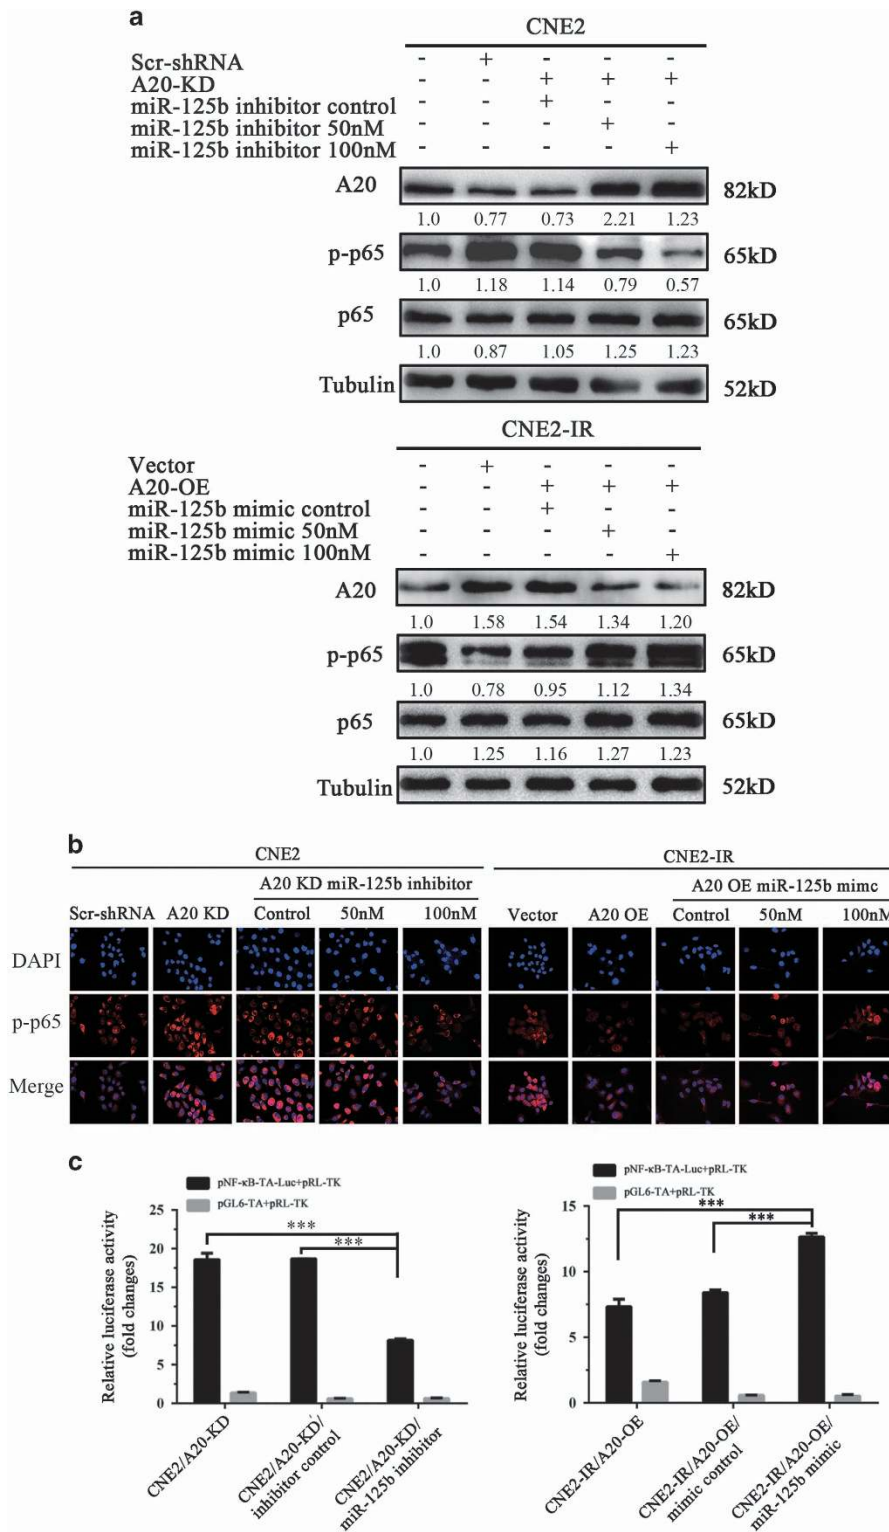 a
CNE2
Scr-shRNA - + - - -
A20-KD - - + + +
miR-125b inhibitor control - - + - -
miR-125b inhibitor 50nM - - - + -
miR-125b inhibitor 100nM - - - - +
A20 82kD
1.0 0.77 0.73 2.21 1.23
p-p65 65kD
1.0 1.18 1.14 0.79 0.57
p65 65kD
1.0 0.87 1.05 1.25 1.23
Tubulin 52kD
CNE2-IR
Vector - + - - -
A20-OE - - + + +
miR-125b mimic control - - + - -
miR-125b mimic 50nM - - - + -
miR-125b mimic 100nM - - - - +
A20 82kD
1.0 1.58 1.54 1.34 1.20
p-p65 65kD
1.0 0.78 0.95 1.12 1.34
p65 65kD
1.0 1.25 1.16 1.27 1.23
Tubulin 52kD
b
CNE2 CNE2-IR
A20 KD miR-125b inhibitor A20 OE miR-125b mimc
Scr-shRNA A20 KD Control 50nM 100nM Vector A20 OE Control 50nM 100nM
DAPI
p-p65
Merge
c
pNF-κB-TA-Luc+pRL-TK
pGL6-TA+pRL-TK
Relative luciferase activity
(fold changes)
25
20
15
10
5
0
***
***
CNE2/A20-KD
CNE2/A20-KD/
inhibitor control
CNE2/A20-KD/
miR-125b inhibitor
pNF-κB-TA-Luc+pRL-TK
pGL6-TA+pRL-TK
Relative luciferase activity
(fold changes)
15
10
5
0
***
***
CNE2-IR/A20-OE
CNE2-IR/A20-OE/
mimic control
CNE2-IR/A20-OE/
miR-125b mimic